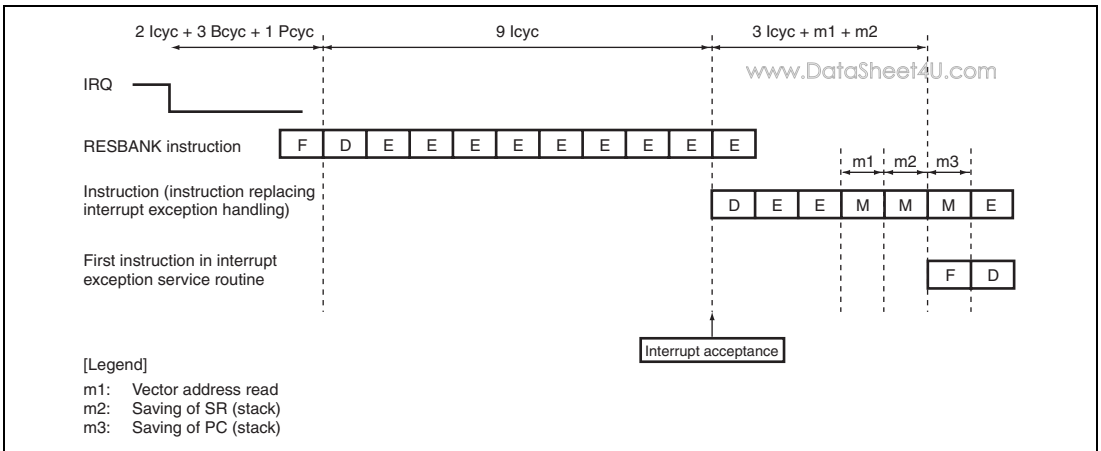 2 Icyc + 3 Bcyc + 1 Pcyc 9 Icyc 3 Icyc + m1 + m2
www.DataSheet4U.com
IRQ
RESBANK instruction F D E E E E E E E E E
m1 m2 m3
Instruction (instruction replacing
interrupt exception handling) D E E M M M E
First instruction in interrupt
exception service routine F D
Interrupt acceptance
[Legend]
m1: Vector address read
m2: Saving of SR (stack)
m3: Saving of PC (stack)